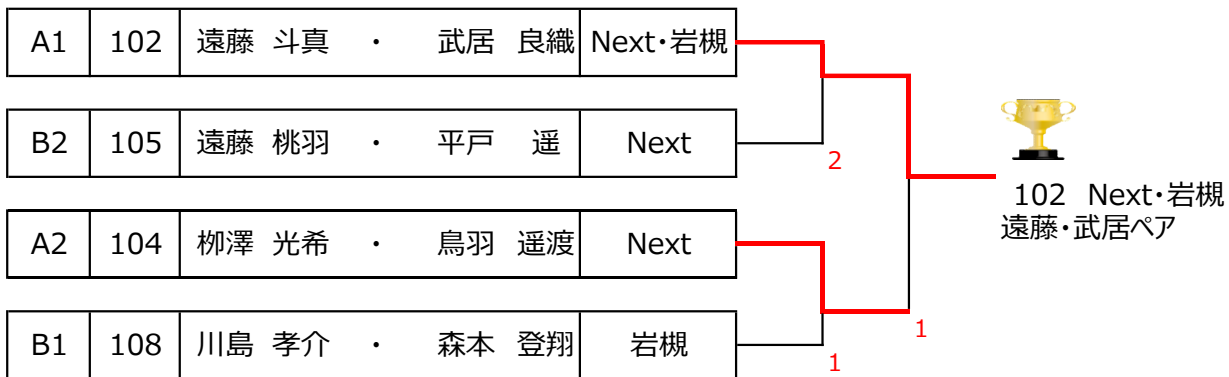 A1 102 遠藤 斗真 ・ 武居 良織 Next・岩槻
B2 105 遠藤 桃羽 ・ 平戸 遥 Next
2
102 Next・岩槻
遠藤・武居ペア
A2 104 栁澤 光希 ・ 鳥羽 遥渡 Next
1
B1 108 川島 孝介 ・ 森本 登翔 岩槻
1